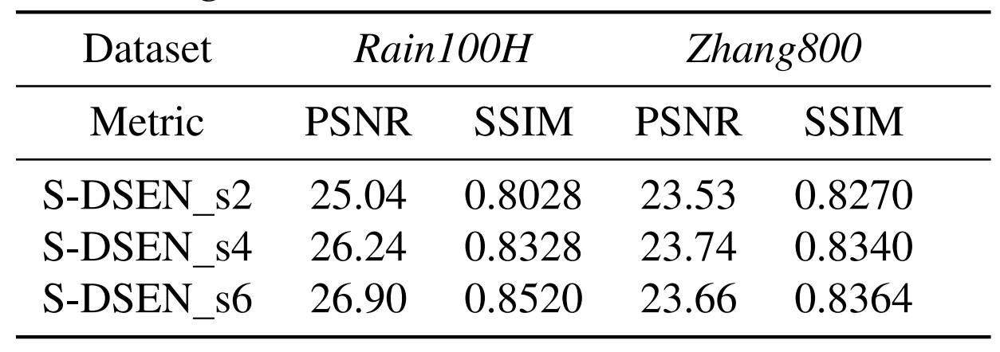 Dataset Rain100H Zhang800
Metric PSNR SSIM PSNR SSIM
S-DSEN_s2 25.04 0.8028 23.53 0.8270
S-DSEN_s4 26.24 0.8328 23.74 0.8340
S-DSEN_s6 26.90 0.8520 23.66 0.8364